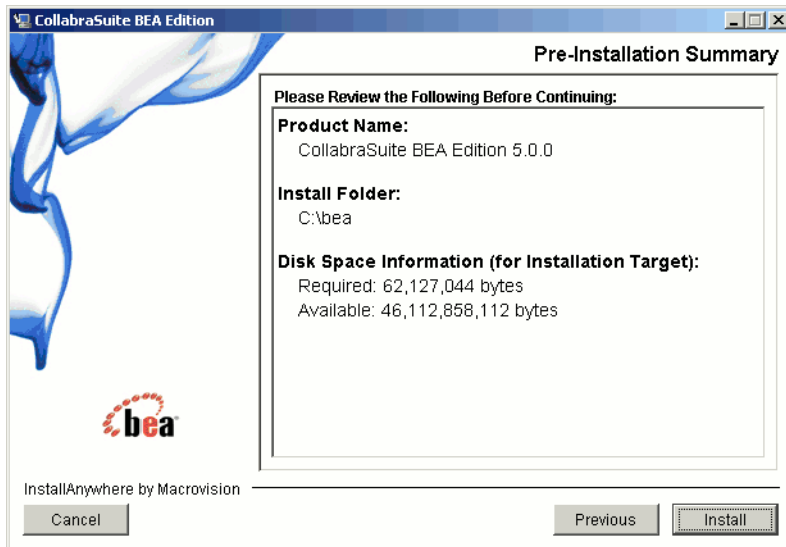 CollabraSuite BEA Edition
Pre-Installation Summary
Please Review the Following Before Continuing:
Product Name:
CollabraSuite BEA Edition 5.0.0
Install Folder:
C:\bea
Disk Space Information (for Installation Target):
Required: 62,127,044 bytes
Available: 46,112,858,112 bytes
bea
InstallAnywhere by Macrovision
Cancel
Previous
Install